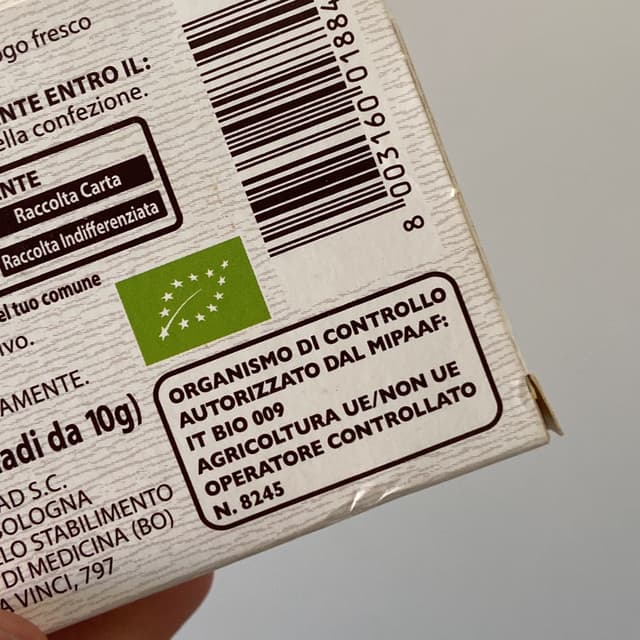 ogo fresco
NTE ENTRO IL:
ella confezione.
NTE
Raccolta Carta
Raccolta Indifferenziata
el tuo comune
IVO.
AMENTE.
adi da 10g)
AD S.C.
BOLOGNA
LO STABILIMENTO
DI MEDICINA (BO)
A VINCI, 797
8 003160 01884
ORGANISMO DI CONTROLLO
AUTORIZZATO DAL MIPAAF:
IT BIO 009
AGRICOLTURA UE/NON UE
OPERATORE CONTROLLATO
N. 8245